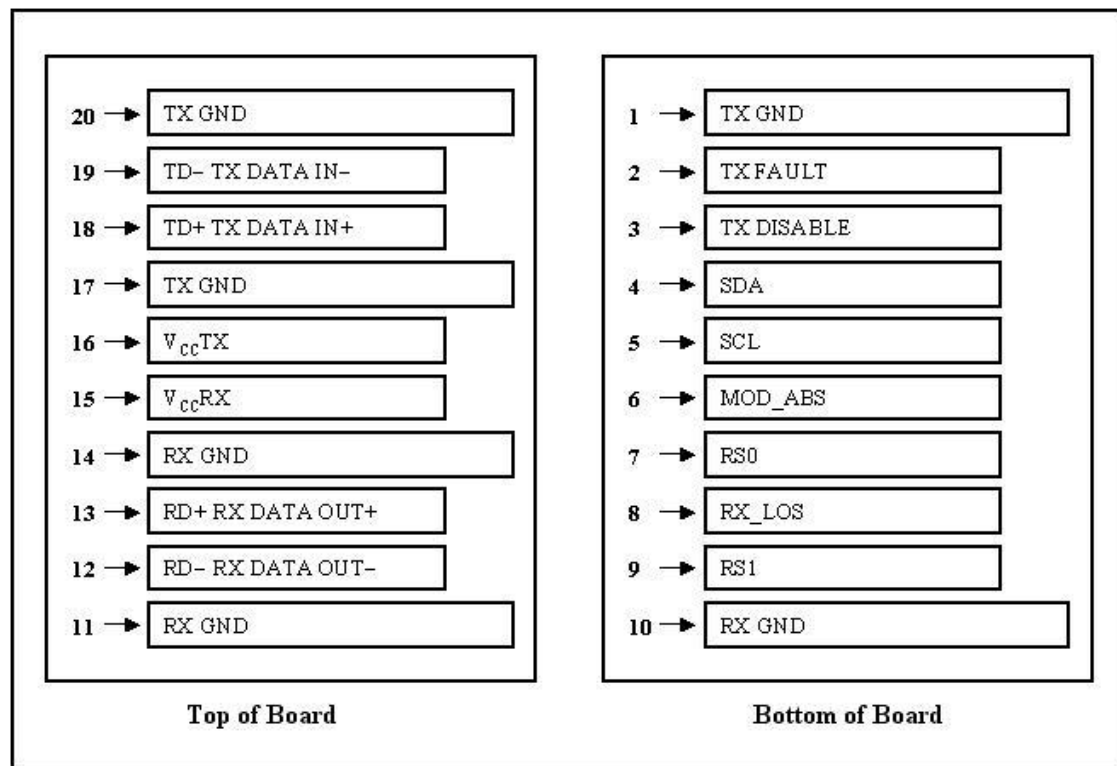 20 TX GND
19 TD– TX DATA IN–
18 TD+ TX DATA IN+
17 TX GND
16 VCCTX
15 VCCRX
14 RX GND
13 RD+ RX DATA OUT+
12 RD– RX DATA OUT–
11 RX GND
Top of Board
1 TX GND
2 TX FAULT
3 TX DISABLE
4 SDA
5 SCL
6 MOD_ABS
7 RS0
8 RX_LOS
9 RS1
10 RX GND
Bottom of Board